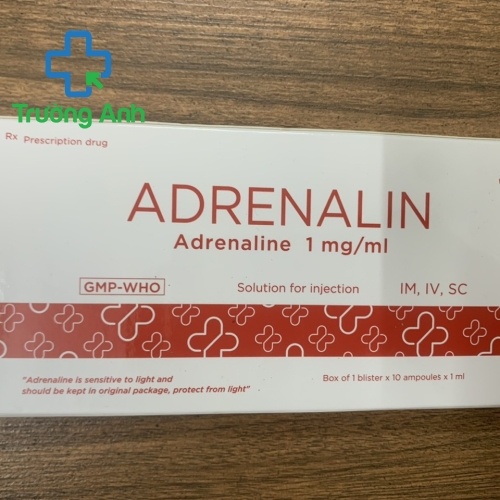 Trường Anh
Rx Prescription drug
ADRENALIN
Adrenaline 1 mg/ml
GMP-WHO Solution for injection IM, IV, SC
"Adrenaline is sensitive to light and
should be kept in original package, protect from light"
Box of 1 blister x 10 ampoules x 1 ml